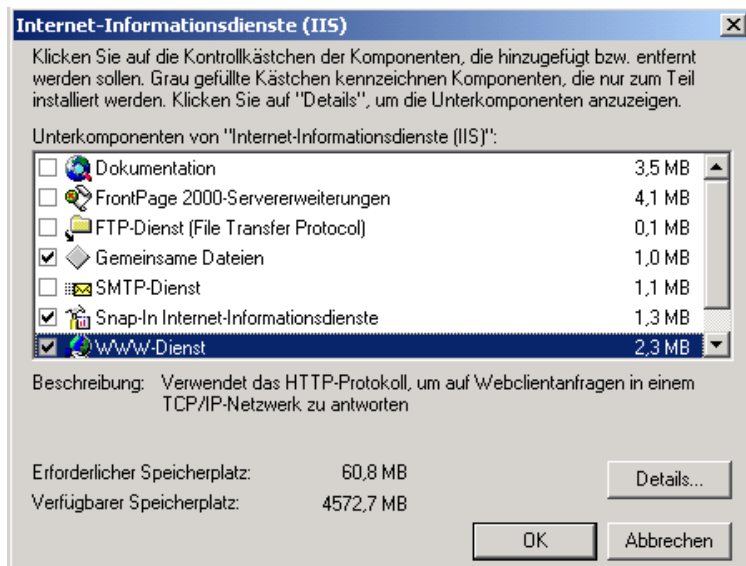 Internet-Informationsdienste (IIS)
Klicken Sie auf die Kontrollkästchen der Komponenten, die hinzugefügt bzw. entfernt
werden sollen. Grau gefüllte Kästchen kennzeichnen Komponenten, die nur zum Teil
installiert werden. Klicken Sie auf "Details", um die Unterkomponenten anzuzeigen.
Unterkomponenten von "Internet-Informationsdienste (IIS)":
Dokumentation 3,5 MB
FrontPage 2000-Servererweiterungen 4,1 MB
FTP-Dienst (File Transfer Protocol) 0,1 MB
Gemeinsame Dateien 1,0 MB
SMTP-Dienst 1,1 MB
Snap-In Internet-Informationsdienste 1,3 MB
WWW-Dienst 2,3 MB
Beschreibung: Verwendet das HTTP-Protokoll, um auf Webclientanfragen in einem
TCP/IP-Netzwerk zu antworten
Erforderlicher Speicherplatz: 60,8 MB
Verfügbarer Speicherplatz: 4572,7 MB
Details...
OK Abbrechen